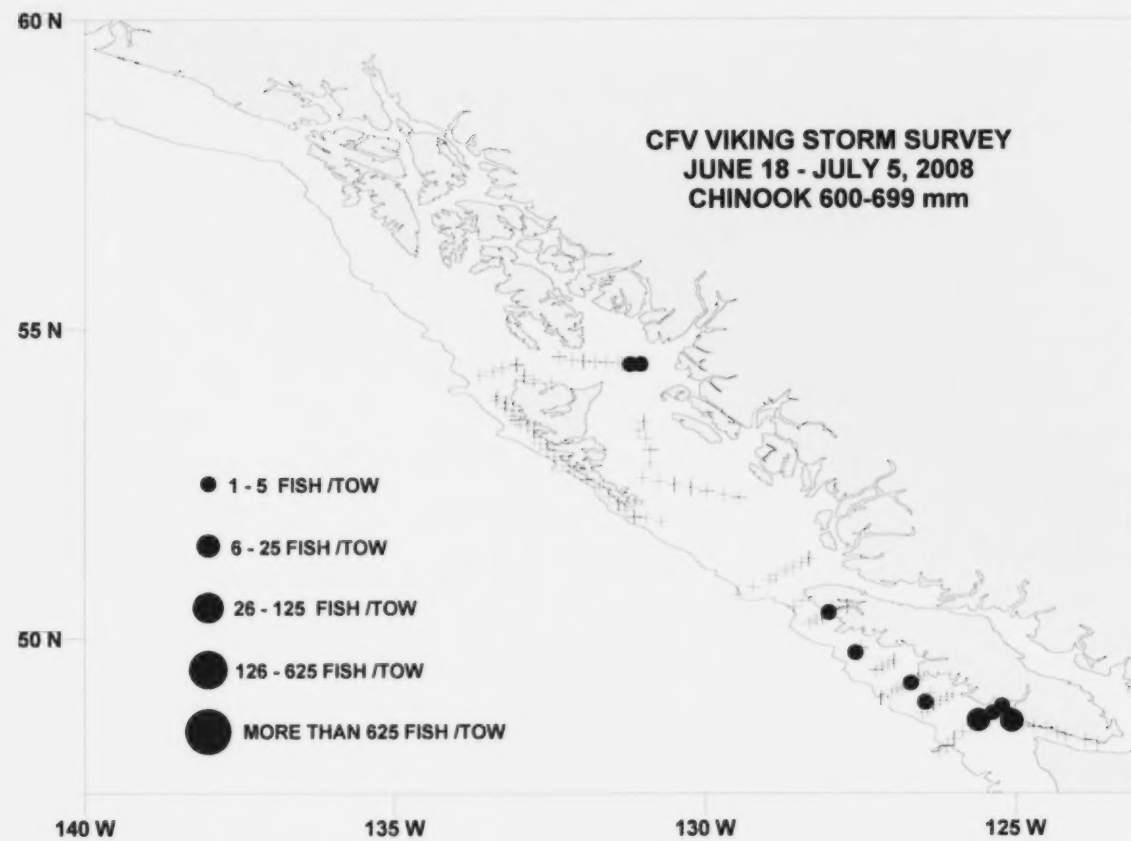 60 N
CFV VIKING STORM SURVEY
JUNE 18 - JULY 5, 2008
CHINOOK 600-699 mm
55 N
1 - 5 FISH /TOW
6 - 25 FISH /TOW
26 - 125 FISH /TOW
50 N
126 - 625 FISH /TOW
MORE THAN 625 FISH /TOW
140 W
135 W
130 W
125 W